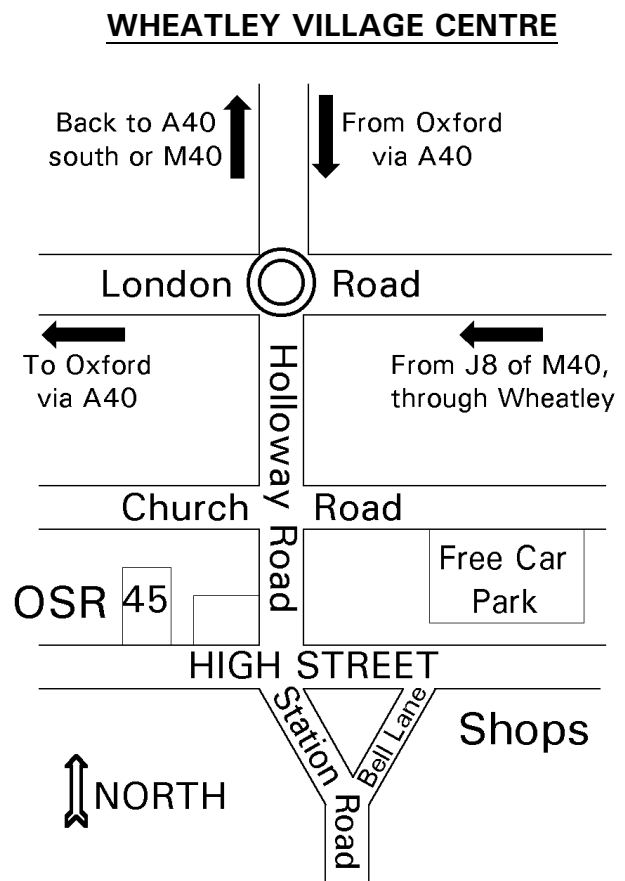 WHEATLEY VILLAGE CENTRE
Back to A40
south or M40
From Oxford
via A40
London Road
To Oxford
via A40
From J8 of M40,
through Wheatley
Holloway Road
Church Road
Free Car
Park
OSR 45
HIGH STREET
Station Road
Bell Lane
Shops
NORTH